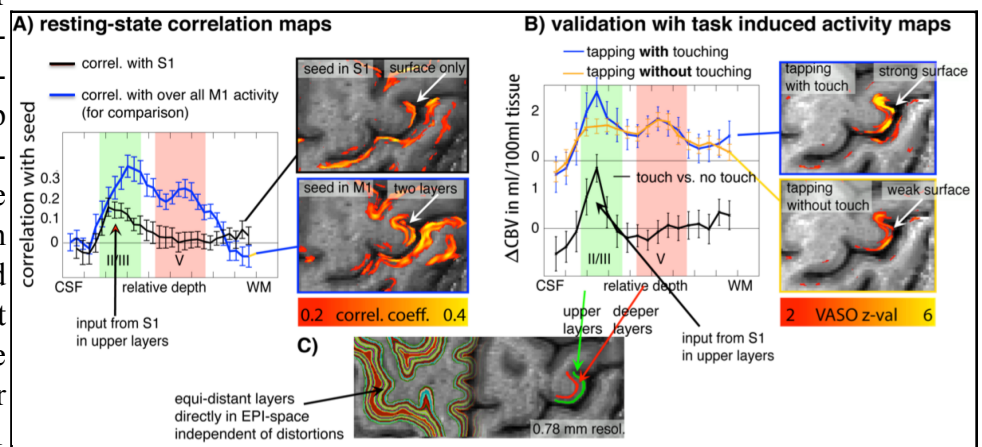 A) resting-state correlation maps
correl. with S1
correl. with over all M1 activity
(for comparison)
correlation with seed
0.3
0.2
0.1
0
II/III
V
CSF
relative depth
WM
input from S1
in upper layers
seed in S1
surface only
seed in M1
two layers
0.2 correl. coeff. 0.4
B) validation wih task induced activity maps
tapping with touching
tapping without touching
ΔCBV in ml/100ml tissue
2
0
1
0
touch vs. no touch
II/III
V
CSF
relative depth
WM
upper
layers
deeper
layers
input from S1
in upper layers
tapping
with touch
strong surface
tapping
without touch
weak surface
2 VASO z-val 6
C)
equi-distant layers
directly in EPI-space
independent of distortions
0.78 mm resol.